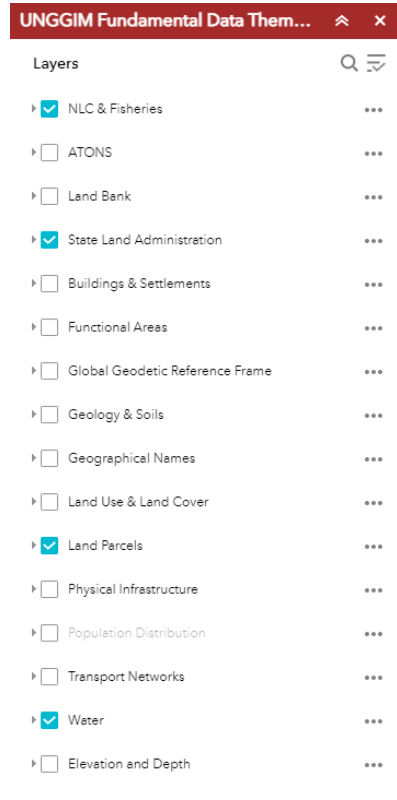 UNGGIM Fundamental Data Them...
Layers
NLC & Fisheries
ATONS
Land Bank
State Land Administration
Buildings & Settlements
Functional Areas
Global Geodetic Reference Frame
Geology & Soils
Geographical Names
Land Use & Land Cover
Land Parcels
Physical Infrastructure
Population Distribution
Transport Networks
Water
Elevation and Depth